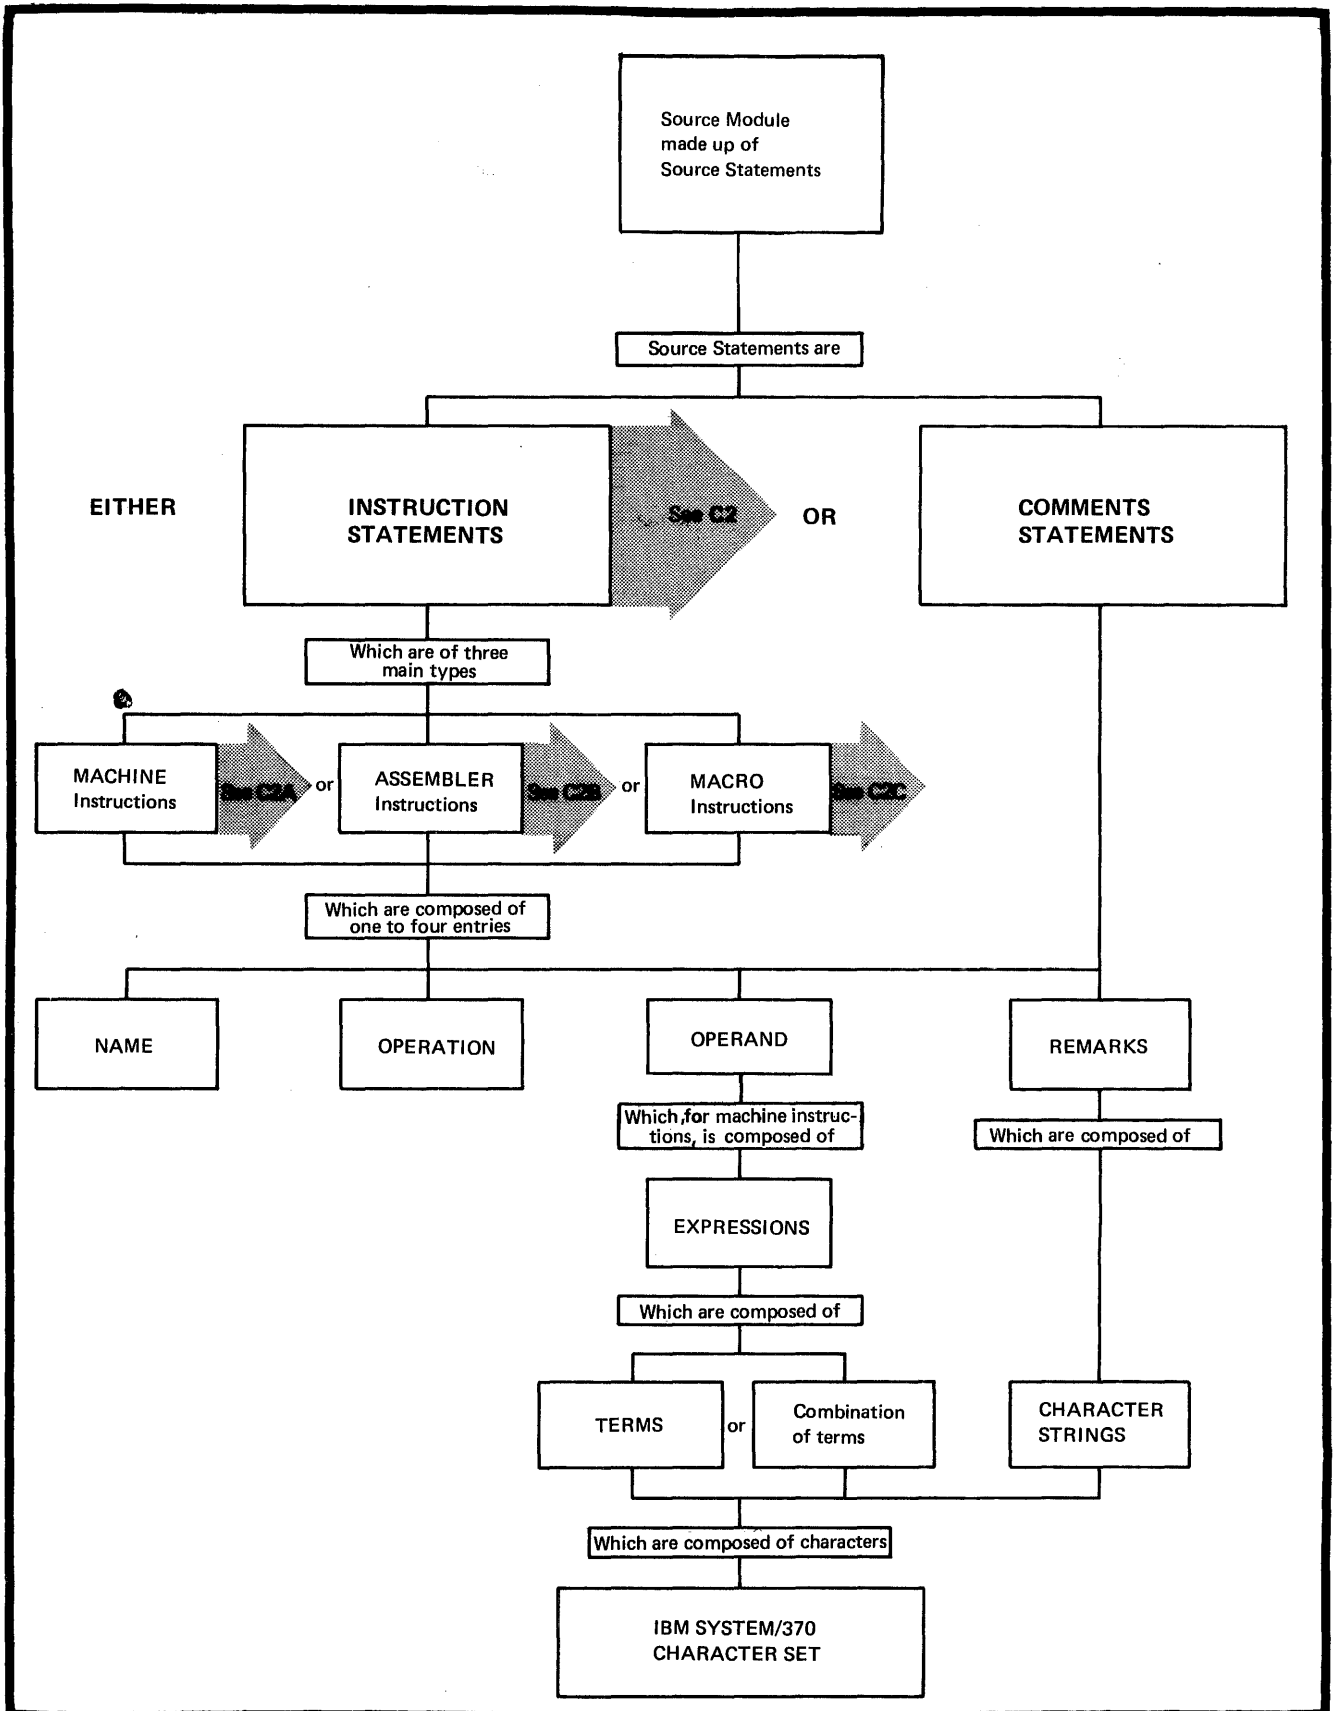 Source Module
made up of
Source Statements
Source Statements are
EITHER
INSTRUCTION
STATEMENTS
See C2
OR
COMMENTS
STATEMENTS
Which are of three
main types
MACHINE
Instructions
See C2A
or
ASSEMBLER
Instructions
See C2B
or
MACRO
Instructions
See C2C
Which are composed of
one to four entries
NAME
OPERATION
OPERAND
REMARKS
Which ,for machine instruc-
tions, is composed of
Which are composed of
EXPRESSIONS
Which are composed of
TERMS
or
Combination
of terms
CHARACTER
STRINGS
Which are composed of characters
IBM SYSTEM/370
CHARACTER SET